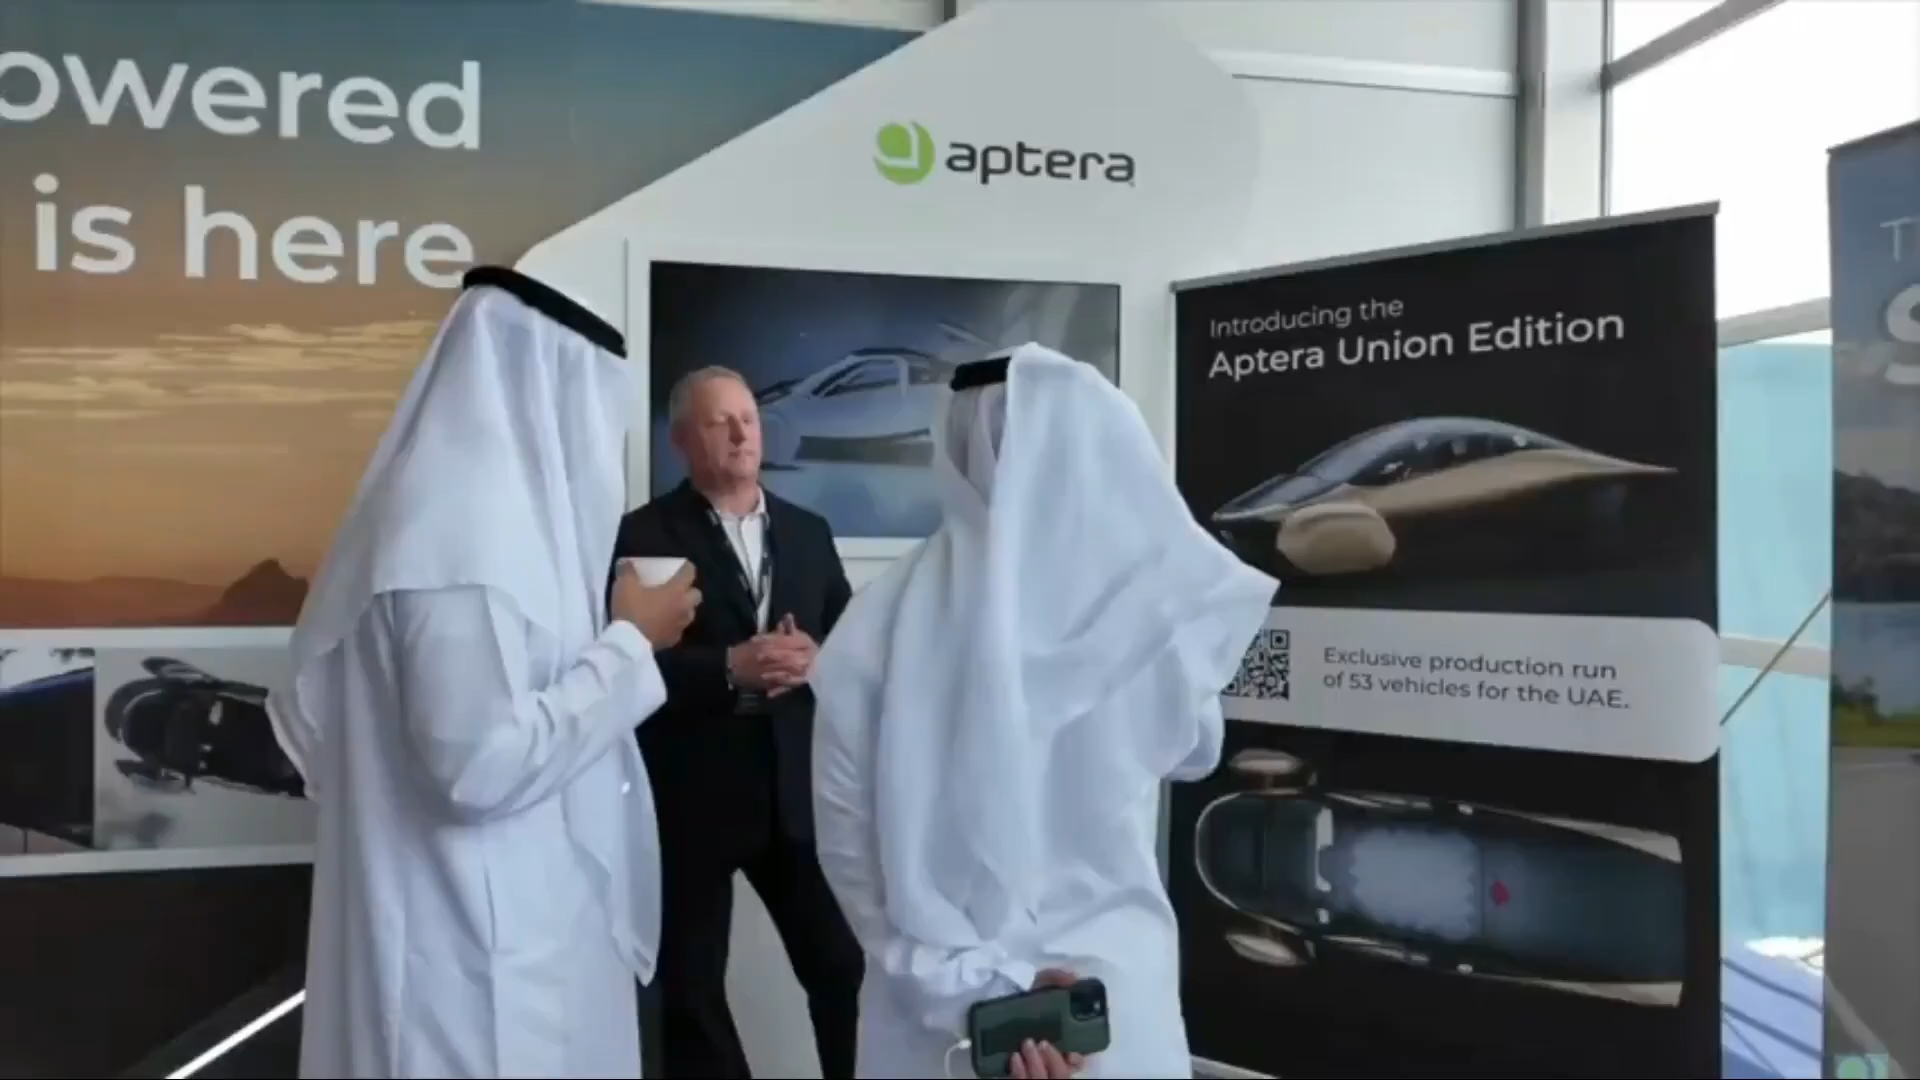 owered
is here
aptera
Introducing the
Aptera Union Edition
Exclusive production run
of 53 vehicles for the UAE.